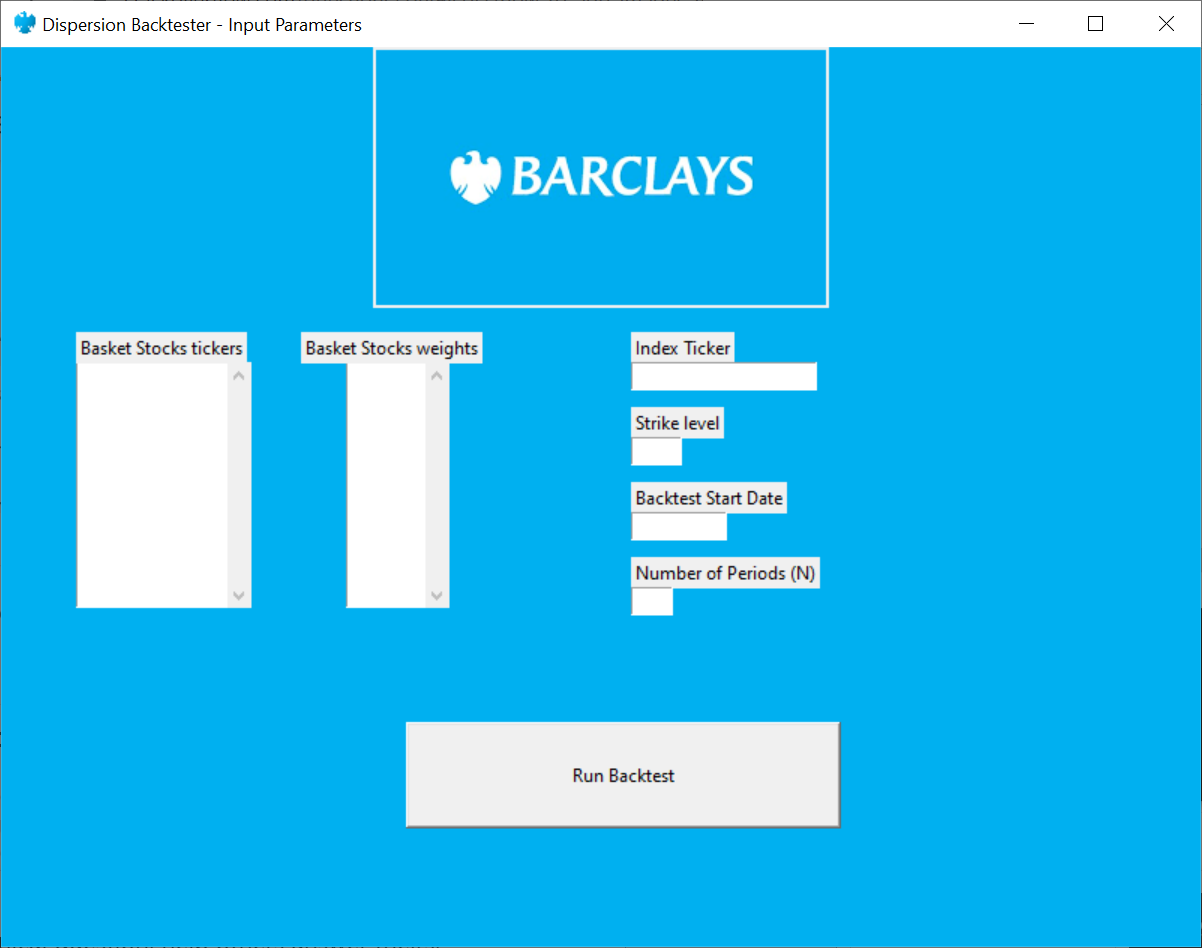 Dispersion Backtester - Input Parameters
BARCLAYS
Basket Stocks tickers
Basket Stocks weights
Index Ticker
Strike level
Backtest Start Date
Number of Periods (N)
Run Backtest